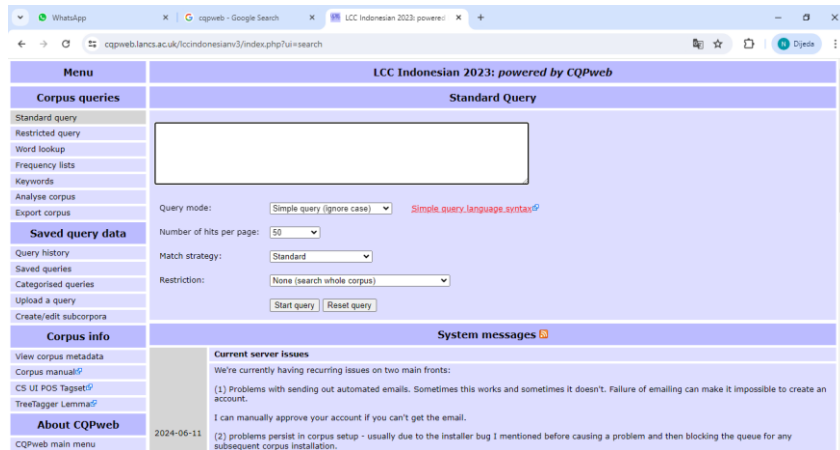 WhatsApp
cqpweb - Google Search
LCC Indonesian 2023: powered
cqpweb.lancs.ac.uk/lccindonesianv3/index.php?ui=search
N Dijeda
Menu
LCC Indonesian 2023: powered by CQPweb
Corpus queries
Standard Query
Standard query
Restricted query
Word lookup
Frequency lists
Keywords
Analyse corpus
Export corpus
Query mode:
Simple query (ignore case)
Simple query language syntax
Number of hits per page:
50
Match strategy:
Standard
Restriction:
None (search whole corpus)
Start query
Reset query
Saved query data
Query history
Saved queries
Categorised queries
Upload a query
Create/edit subcorpora
Corpus info
View corpus metadata
Corpus manual
CS UI POS Tagset
TreeTagger Lemma
About CQPweb
CQPweb main menu
System messages
2024-06-11
Current server issues
We're currently having recurring issues on two main fronts:
(1) Problems with sending out automated emails. Sometimes this works and sometimes it doesn't. Failure of emailing can make it impossible to create an
account.
I can manually approve your account if you can't get the email.
(2) problems persist in corpus setup - usually due to the installer bug I mentioned before causing a problem and then blocking the queue for any
subsequent corpus installation.